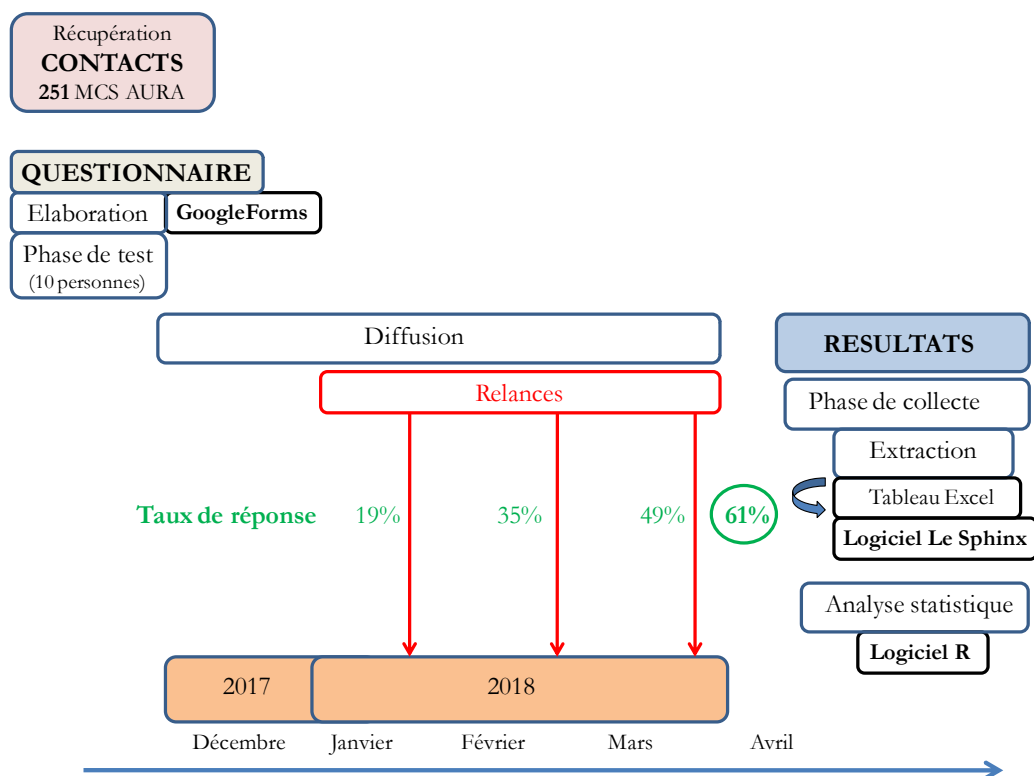 Récupération
CONTACTS
251 MCS AURA
QUESTIONNAIRE
Elaboration
GoogleForms
Phase de test
(10 personnes)
Diffusion
Relances
RESULTATS
Phase de collecte
Extraction
Tableau Excel
Logiciel Le Sphinx
Taux de réponse 19% 35% 49% 61%
Analyse statistique
Logiciel R
2017 2018
Décembre Janvier Février Mars Avril